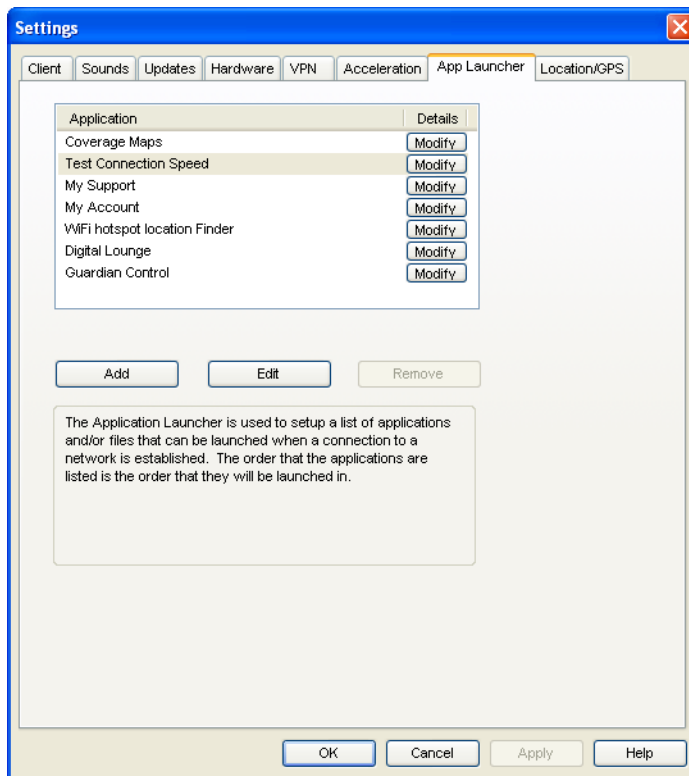 Settings
Client Sounds Updates Hardware VPN Acceleration App Launcher Location/GPS
Application Details
Coverage Maps Modify
Test Connection Speed Modify
My Support Modify
My Account Modify
WiFi hotspot location Finder Modify
Digital Lounge Modify
Guardian Control Modify
Add Edit Remove
The Application Launcher is used to setup a list of applications
and/or files that can be launched when a connection to a
network is established. The order that the applications are
listed is the order that they will be launched in.
OK Cancel Apply Help